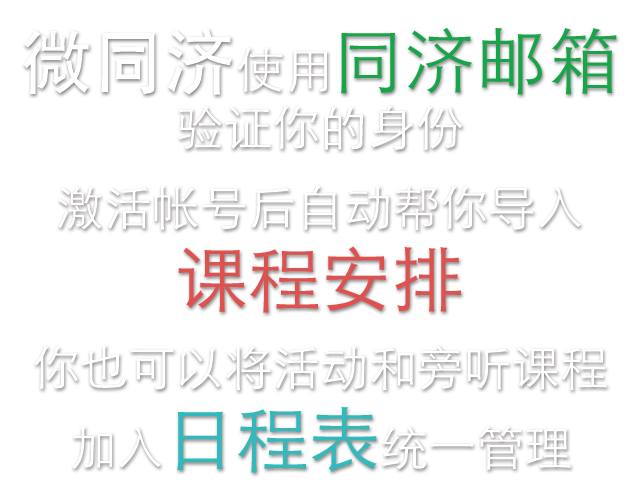 微同济使用同济邮箱
验证你的身份
激活帐号后自动帮你导入
课程安排
你也可以将活动和旁听课程
加入日程表统一管理